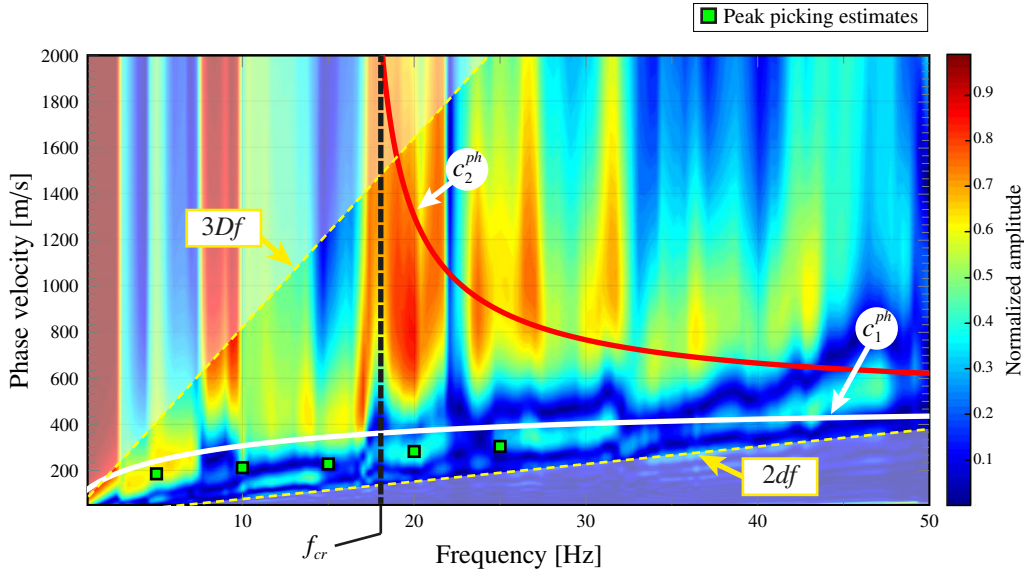 Peak picking estimates
2000
1800
1600
1400
1200
1000
800
600
400
200
Phase velocity [m/s]
10
20
30
40
50
Frequency [Hz]
f_cr
3Df
2df
c_2^ph
c_1^ph
0.9
0.8
0.7
0.6
0.5
0.4
0.3
0.2
0.1
Normalized amplitude